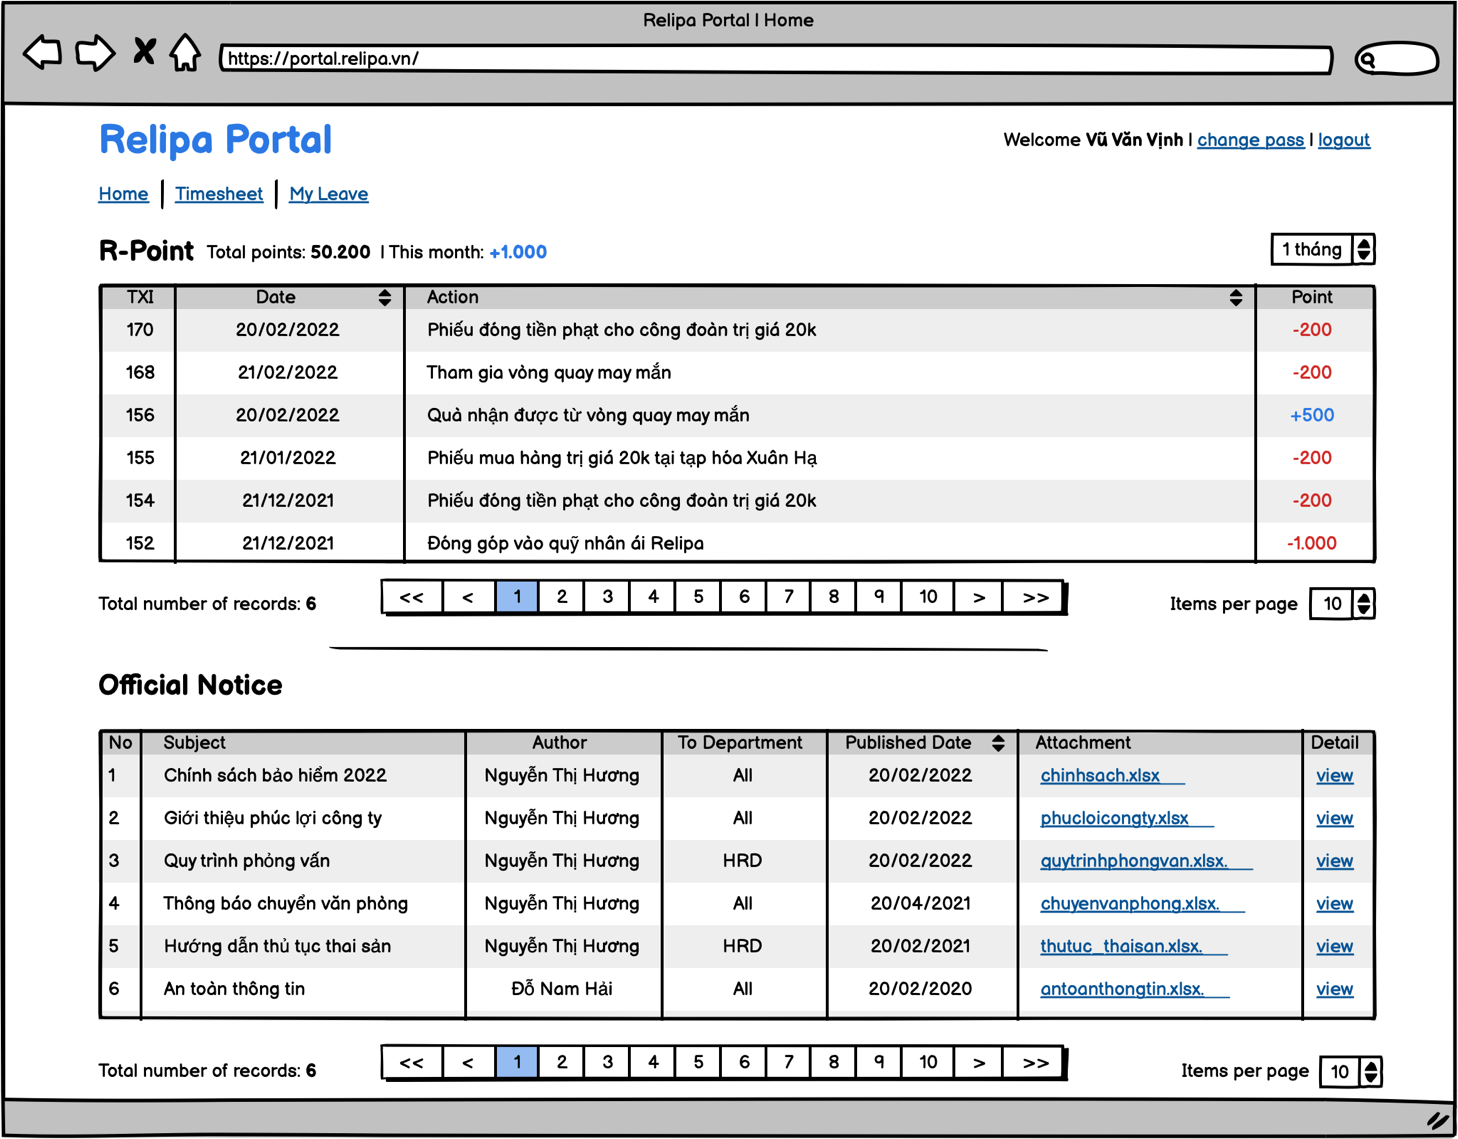 Relipa Portal | Home
https://portal.relipa.vn/
Relipa Portal
Welcome Vũ Văn Vịnh | change pass | logout
Home | Timesheet | My Leave
R-Point Total points: 50.200 | This month: +1.000 1 tháng
TXI Date Action Point
170 20/02/2022 Phiếu đóng tiền phạt cho công đoàn trị giá 20k -200
168 21/02/2022 Tham gia vòng quay may mắn -200
156 20/02/2022 Quà nhận được từ vòng quay may mắn +500
155 21/01/2022 Phiếu mua hàng trị giá 20k tại tạp hóa Xuân Hạ -200
154 21/12/2021 Phiếu đóng tiền phạt cho công đoàn trị giá 20k -200
152 21/12/2021 Đóng góp vào quỹ nhân ái Relipa -1.000
Total number of records: 6 << < 1 2 3 4 5 6 7 8 9 10 > >> Items per page 10
Official Notice
No Subject Author To Department Published Date Attachment Detail
1 Chính sách bảo hiểm 2022 Nguyễn Thị Hương All 20/02/2022 chinhsach.xlsx view
2 Giới thiệu phúc lợi công ty Nguyễn Thị Hương All 20/02/2022 phucloicongty.xlsx view
3 Quy trình phỏng vấn Nguyễn Thị Hương HRD 20/02/2022 quytrinhphongvan.xlsx. view
4 Thông báo chuyển văn phòng Nguyễn Thị Hương All 20/04/2021 chuyenvanphong.xlsx. view
5 Hướng dẫn thủ tục thai sản Nguyễn Thị Hương HRD 20/02/2021 thutuc_thaisan.xlsx. view
6 An toàn thông tin Đỗ Nam Hải All 20/02/2020 antoanthongtin.xlsx. view
Total number of records: 6 << < 1 2 3 4 5 6 7 8 9 10 > >> Items per page 10